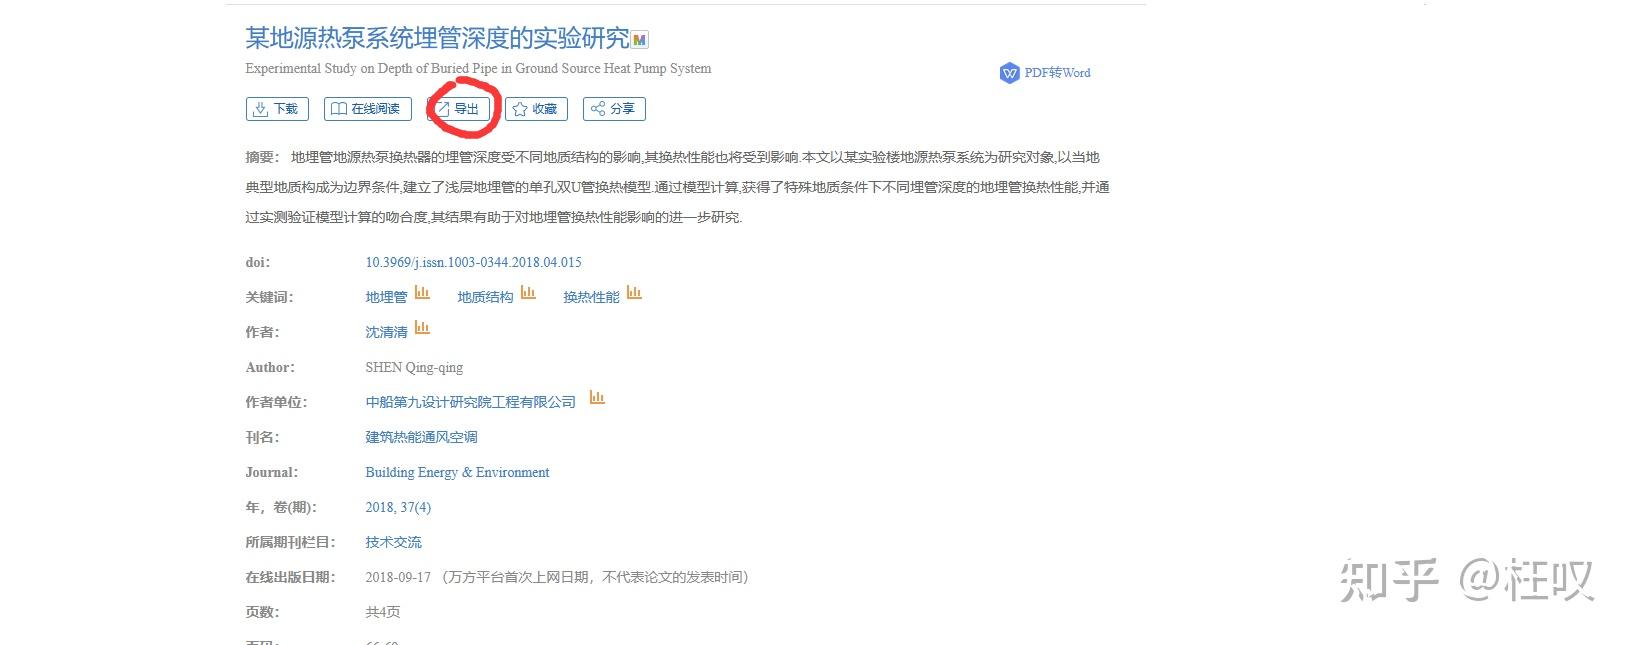 某地源热泵系统埋管深度的实验研究
Experimental Study on Depth of Buried Pipe in Ground Source Heat Pump System
PDF转Word
下载 在线阅读 导出 收藏 分享
摘要： 地埋管地源热泵换热器的埋管深度受不同地质结构的影响,其换热性能也将受到影响.本文以某实验楼地源热泵系统为研究对象,以当地
典型地质构成为边界条件,建立了浅层地埋管的单孔双U管换热模型.通过模型计算,获得了特殊地质条件下不同埋管深度的地埋管换热性能,并通
过实测验证模型计算的吻合度,其结果有助于对地埋管换热性能影响的进一步研究.
doi： 10.3969/j.issn.1003-0344.2018.04.015
关键词： 地埋管 地质结构 换热性能
作者： 沈清清
Author： SHEN Qing-qing
作者单位： 中船第九设计研究院工程有限公司
刊名： 建筑热能通风空调
Journal： Building Energy & Environment
年，卷(期)： 2018, 37(4)
所属期刊栏目： 技术交流
在线出版日期： 2018-09-17 （万方平台首次上网日期，不代表论文的发表时间）
页数： 共4页
知乎 @枉叹